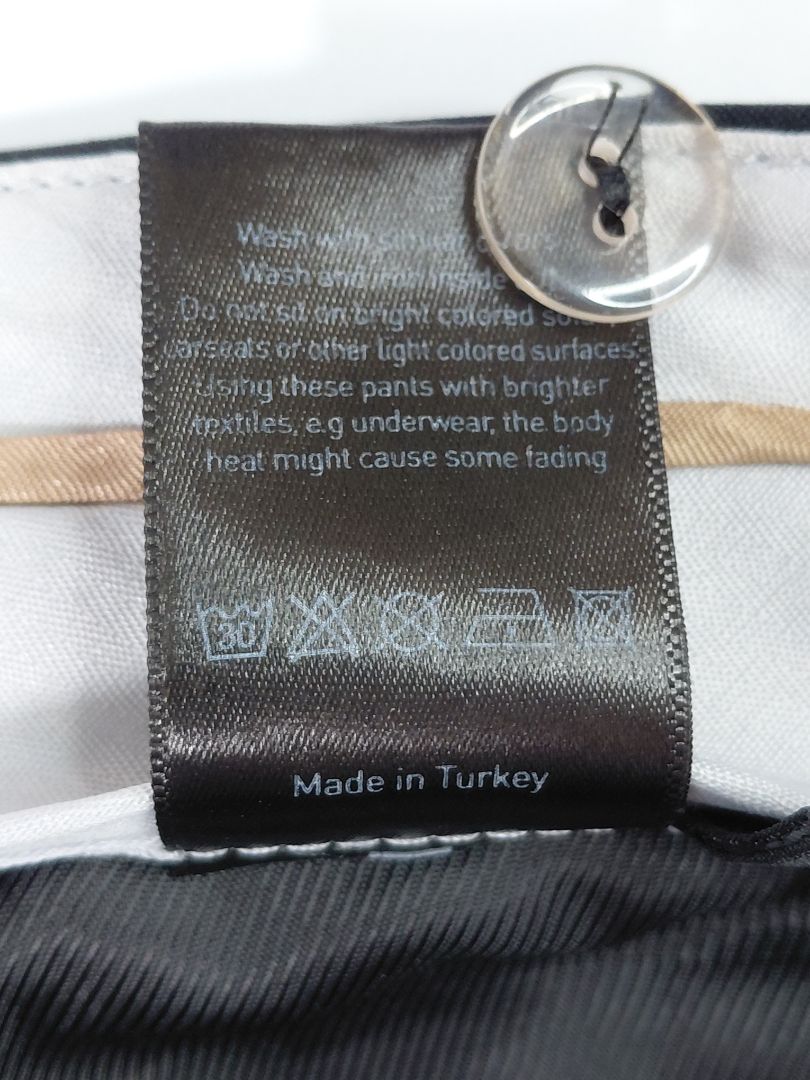 Wash with similar colors
Wash and iron inside
Do not sit on bright colored
carseats or other light colored surfaces.
Using these pants with brighter
textiles, e.g underwear, the body
heat might cause some fading
30
Made in Turkey